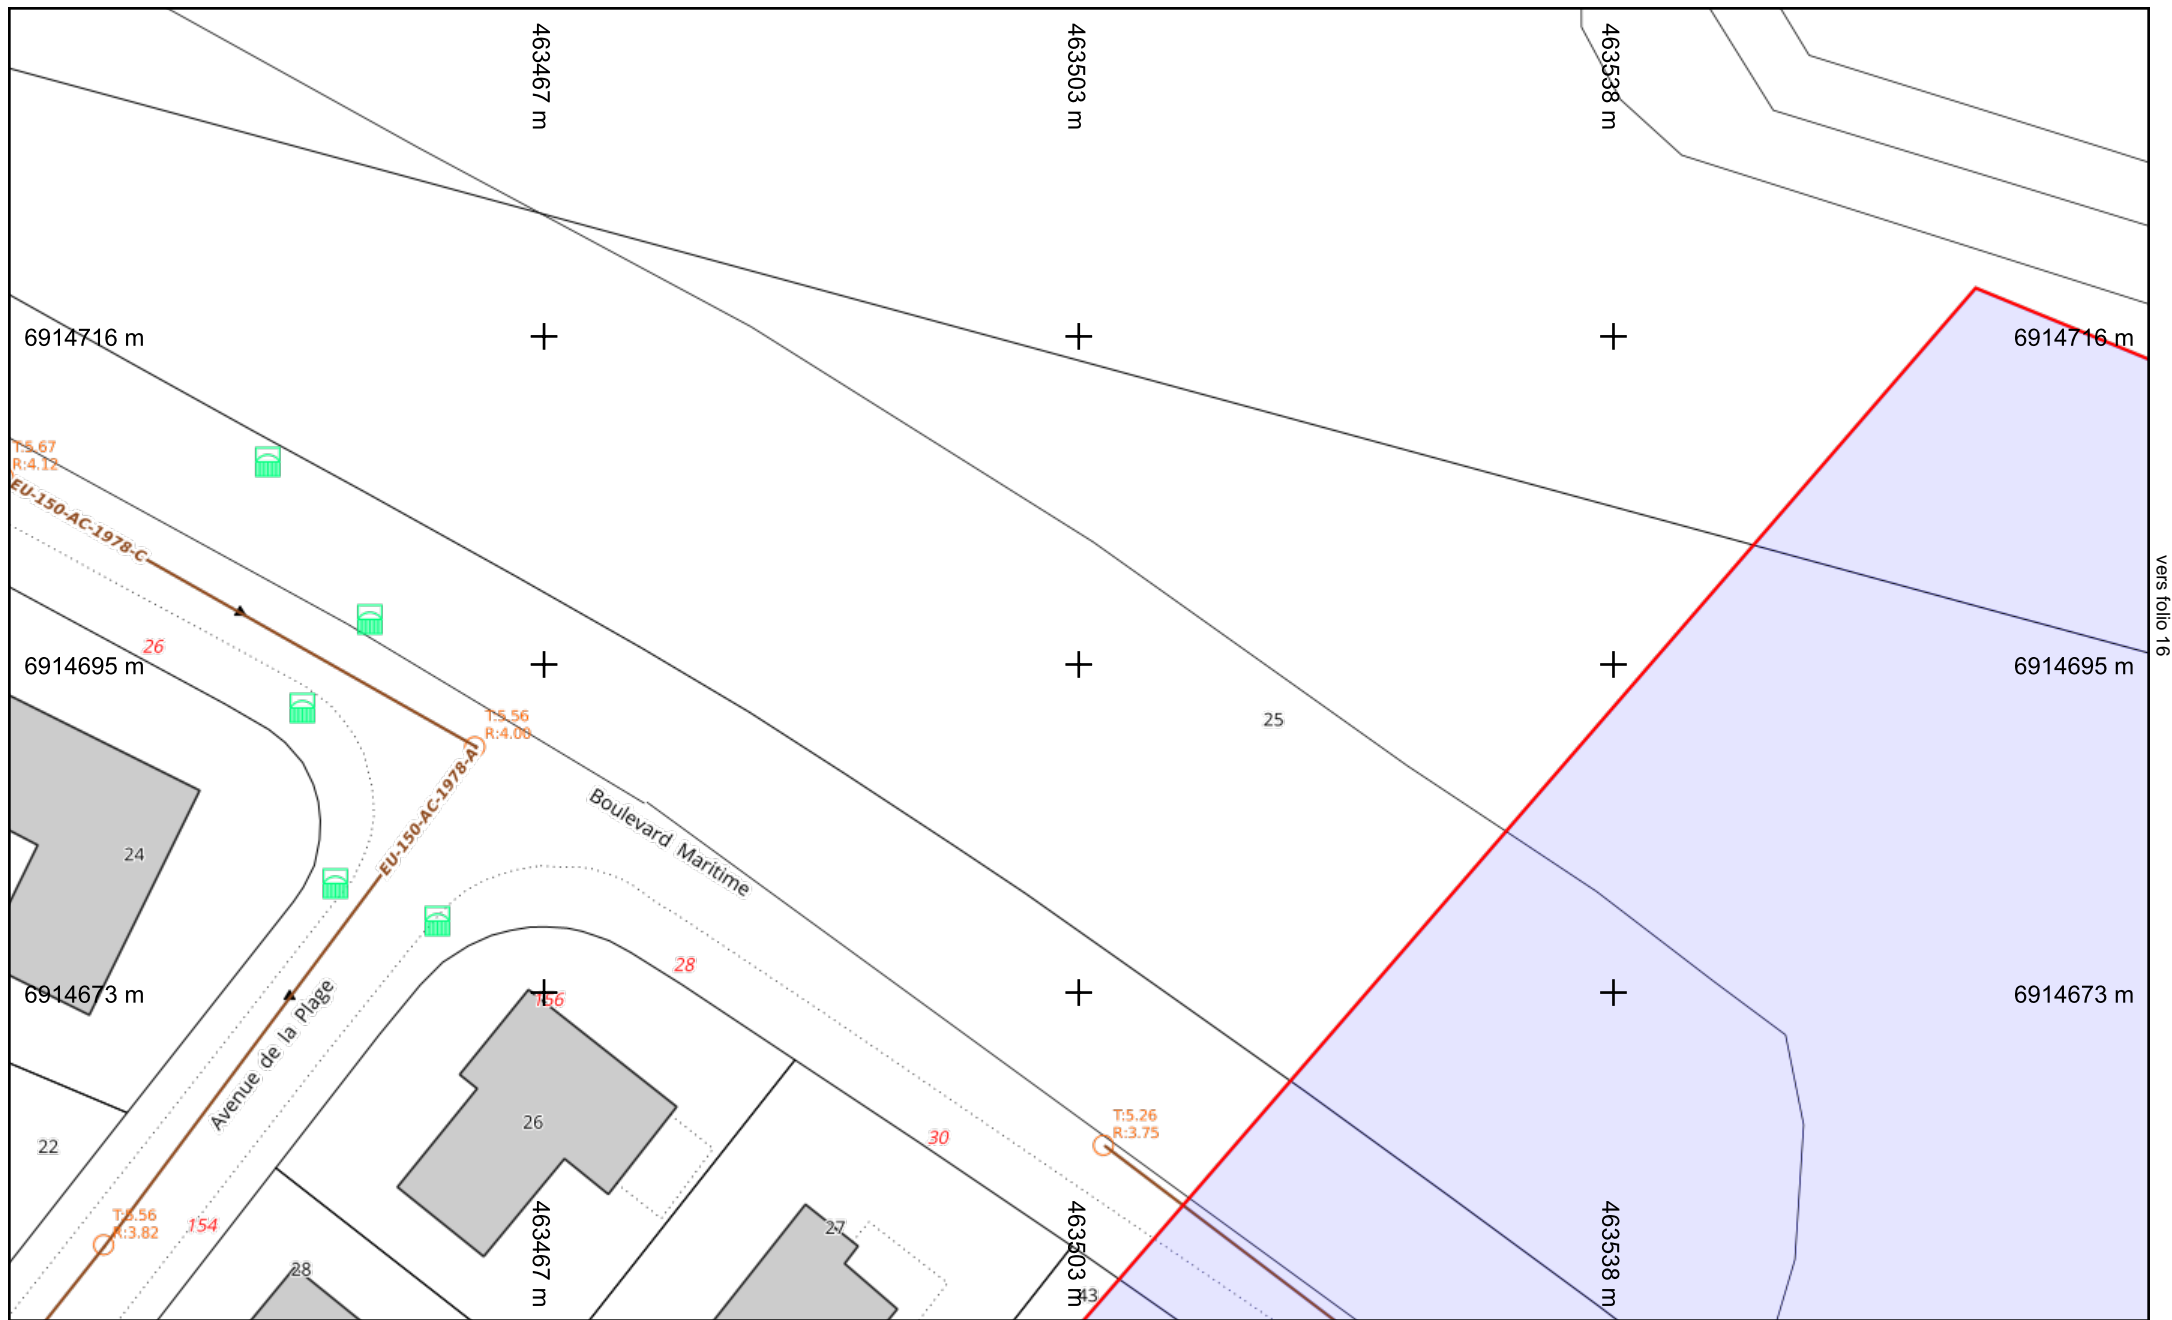 463467 m
463503 m
463538 m
6914716 m
6914716 m
T:5.67
R:4.12
EU-150-AC-1978-C
vers folio 16
26
6914695 m
6914695 m
T:5.56
R:4.00
25
EU-150-AC-1978-A
Boulevard Maritime
24
28
6914673 m
156
6914673 m
Avenue de la Plage
26
22
T:5.26
R:3.75
30
T:5.56
R:3.82
154
27
28
463467 m
463503 m
43
463538 m